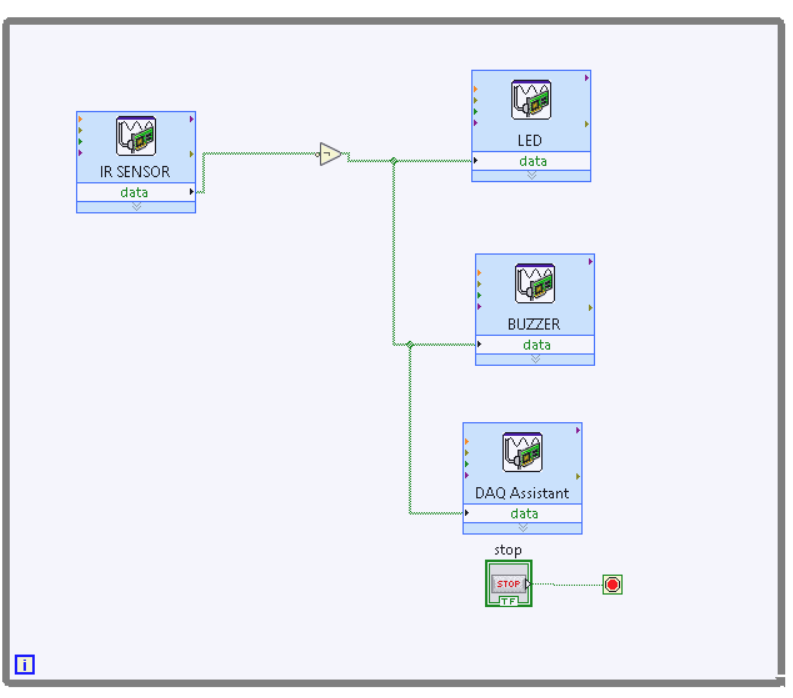 LED
data
IR SENSOR
data
BUZZER
data
DAQ Assistant
data
stop
STOP
TF
i